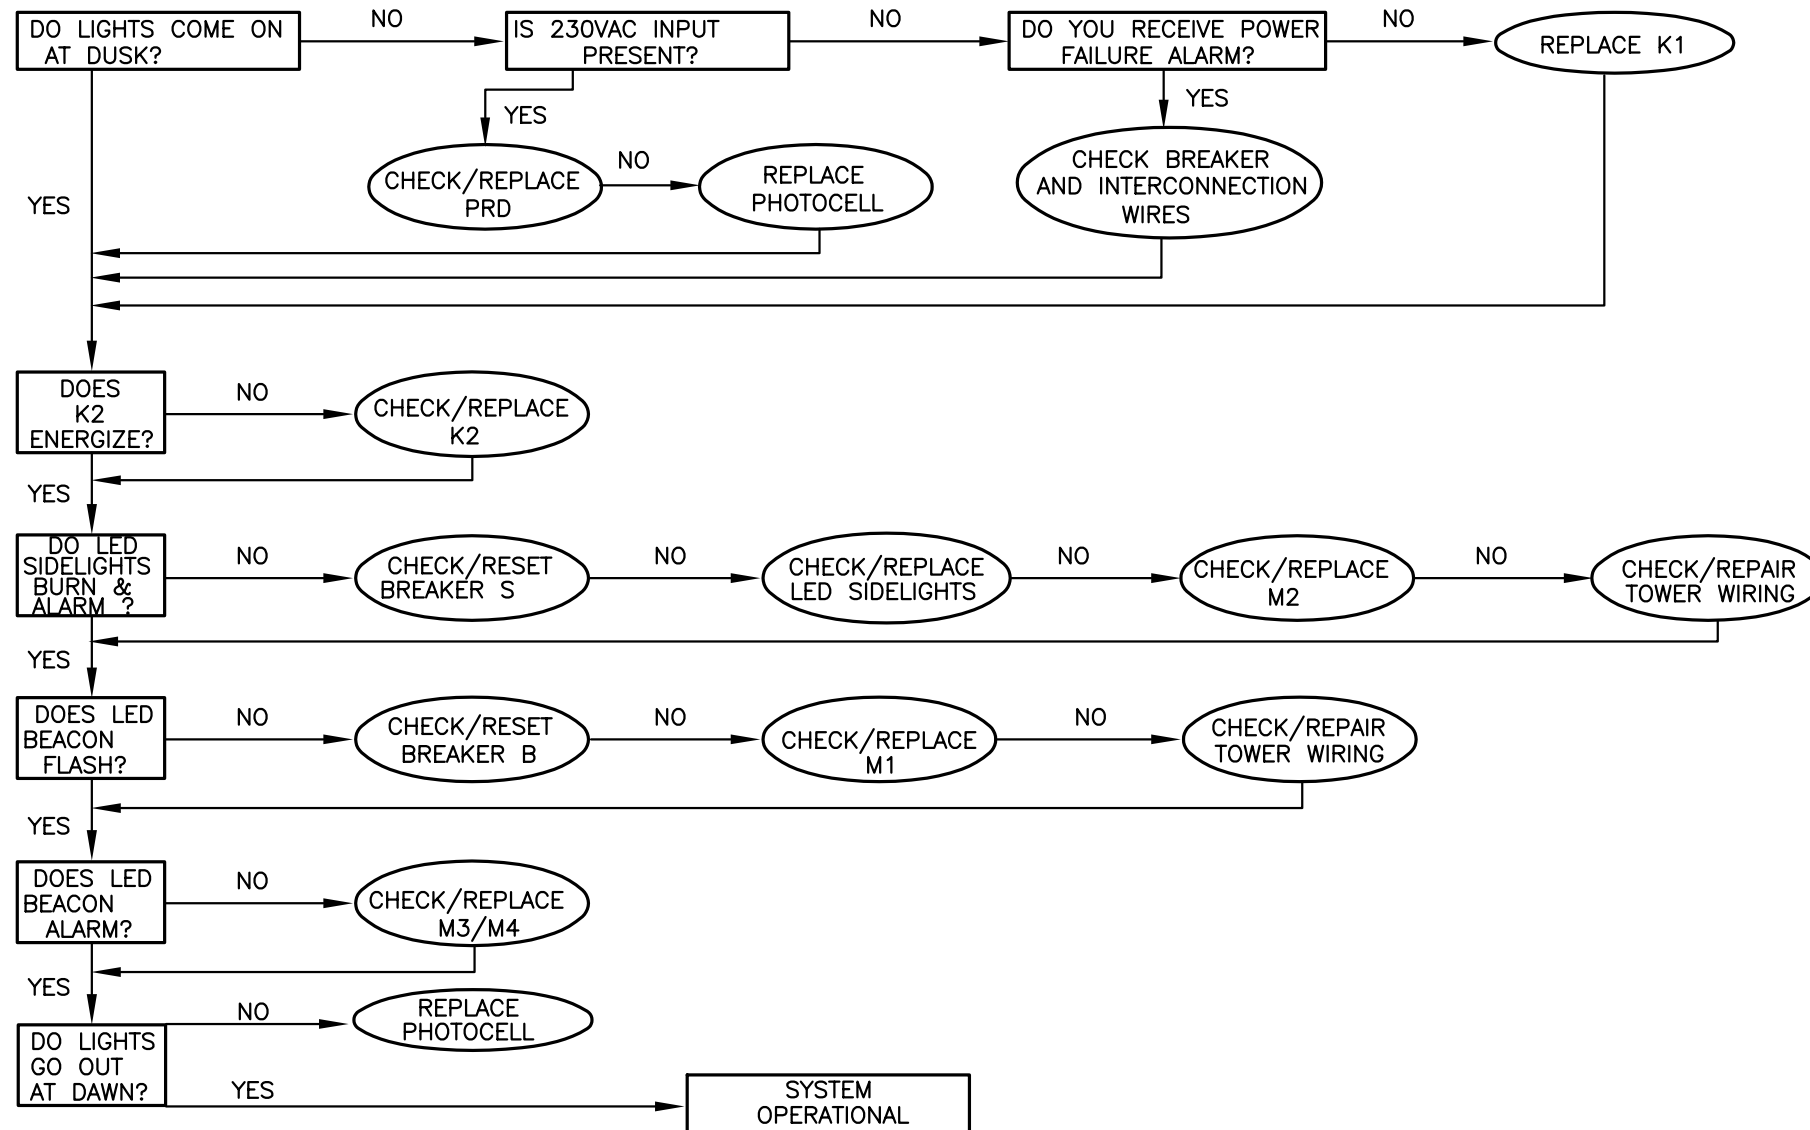 DO LIGHTS COME ON
AT DUSK?
NO
IS 230VAC INPUT
PRESENT?
NO
DO YOU RECEIVE POWER
FAILURE ALARM?
NO
REPLACE K1
YES
YES
YES
CHECK/REPLACE
PRD
NO
REPLACE
PHOTOCELL
CHECK BREAKER
AND INTERCONNECTION
WIRES
DOES
K2
ENERGIZE?
NO
CHECK/REPLACE
K2
YES
DO LED
SIDELIGHTS
BURN &
ALARM ?
NO
CHECK/RESET
BREAKER S
NO
CHECK/REPLACE
LED SIDELIGHTS
NO
CHECK/REPLACE
M2
NO
CHECK/REPAIR
TOWER WIRING
YES
DOES LED
BEACON
FLASH?
NO
CHECK/RESET
BREAKER B
NO
CHECK/REPLACE
M1
NO
CHECK/REPAIR
TOWER WIRING
YES
DOES LED
BEACON
ALARM?
NO
CHECK/REPLACE
M3/M4
YES
DO LIGHTS
GO OUT
AT DAWN?
NO
REPLACE
PHOTOCELL
YES
SYSTEM
OPERATIONAL